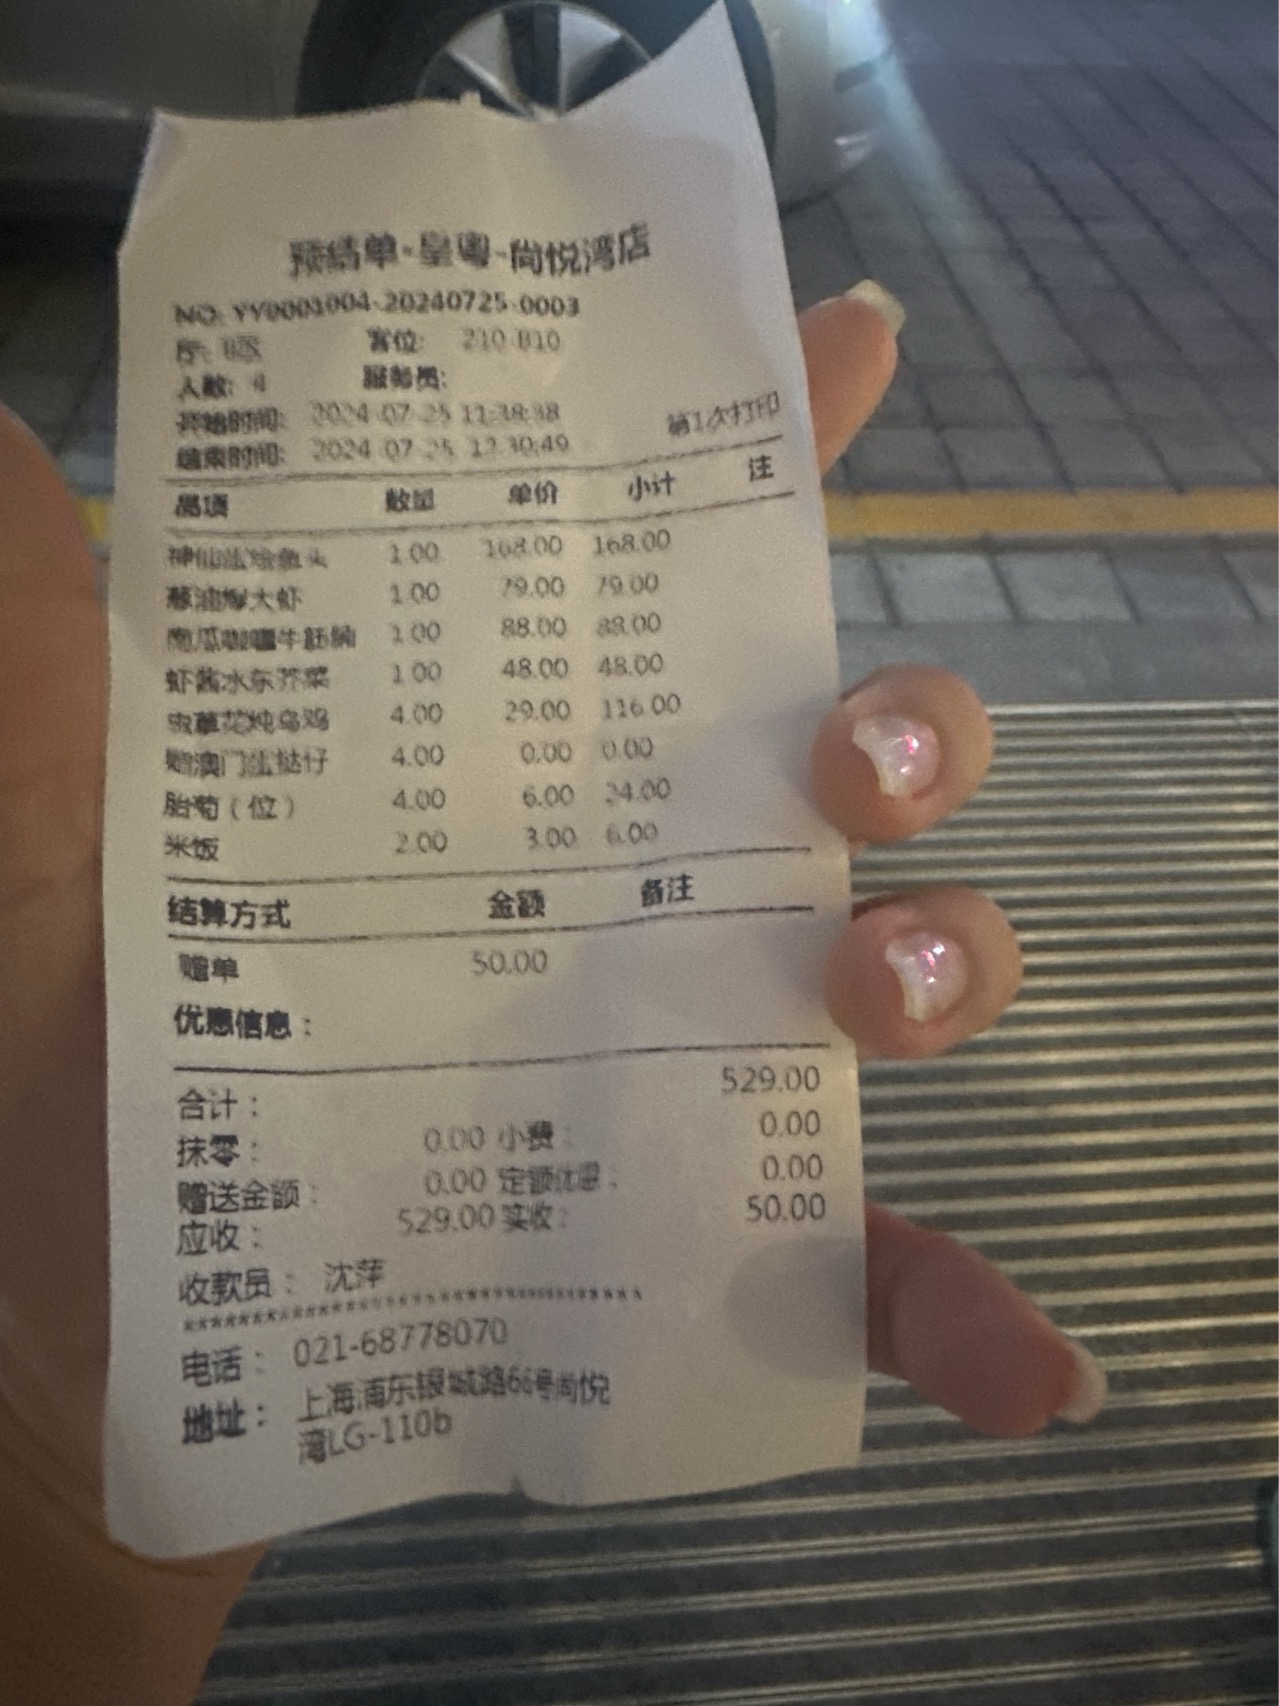 预结单·皇粤·尚悦湾店
NO: YY0001004-20240725-0003
厅: B区 客位: 210-B10
人数: 4 服务员:
开始时间: 2024-07-25 11:38:38 第1次打印
结束时间: 2024-07-25 12:30:49
品项 数量 单价 小计 注
神仙 鱼头 1.00 168.00 168.00
葱油爆大虾 1.00 79.00 79.00
南瓜咖喱牛筋腩 1.00 88.00 88.00
虾酱水东芥菜 1.00 48.00 48.00
虫草花炖乌鸡 4.00 29.00 116.00
赠澳门蛋挞仔 4.00 0.00 0.00
胎菊（位） 4.00 6.00 24.00
米饭 2.00 3.00 6.00
结算方式 金额 备注
赠单 50.00
优惠信息：
合计： 529.00
抹零： 0.00 小费： 0.00
赠送金额： 0.00 定额优惠： 0.00
应收： 529.00 实收： 50.00
收款员： 沈萍
**********************************
电话： 021-68778070
地址： 上海浦东银城路66号尚悦
湾LG-110b